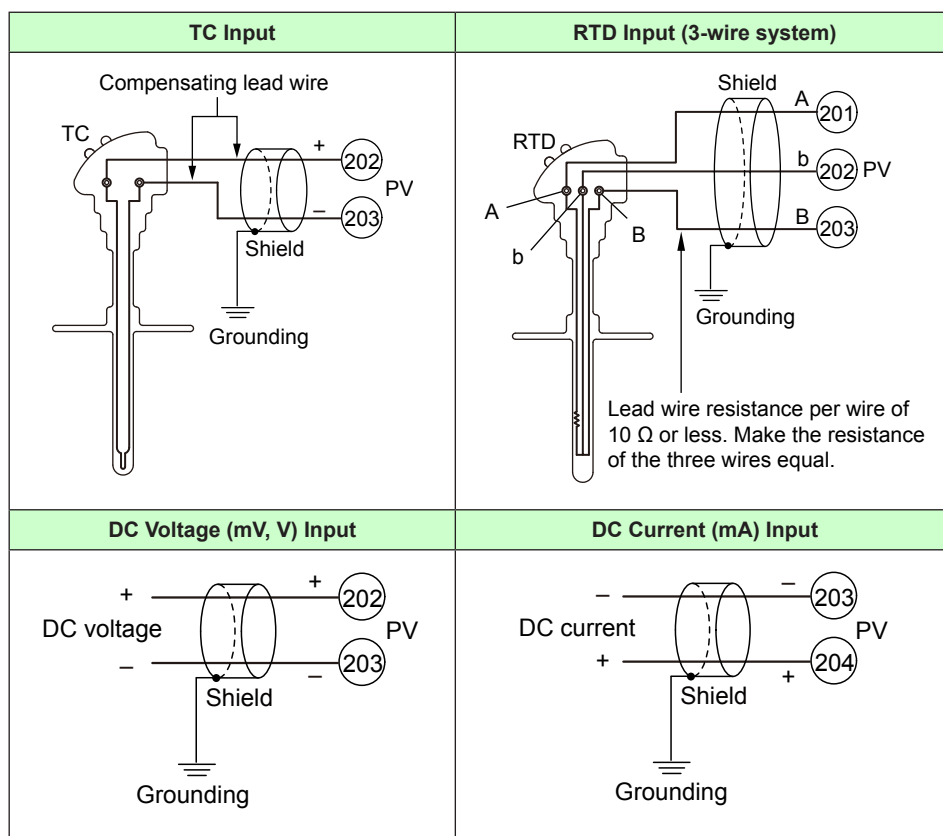 TC Input
Compensating lead wire
TC
+
202
PV
–
203
Shield
Grounding
RTD Input (3-wire system)
Shield
A
201
RTD
b
202 PV
A
B
B
203
b
Grounding
Lead wire resistance per wire of
10 Ω or less. Make the resistance
of the three wires equal.
DC Voltage (mV, V) Input
+
+
202
DC voltage
PV
–
–
203
Shield
Grounding
DC Current (mA) Input
–
–
203
DC current
PV
+
+
204
Shield
Grounding